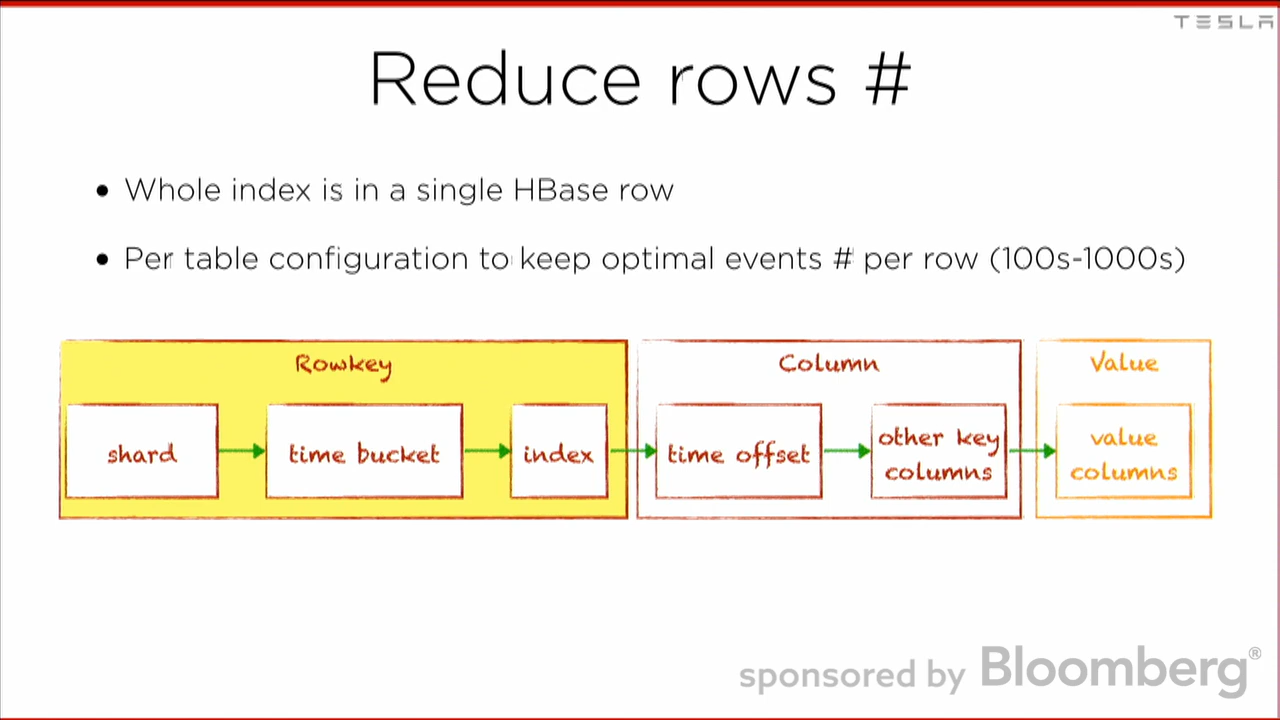 TESLA
Reduce rows #
• Whole index is in a single HBase row
• Per table configuration to keep optimal events # per row (100s-1000s)
Rowkey
Column
Value
shard
time bucket
index
time offset
other key
columns
value
columns
sponsored by Bloomberg®